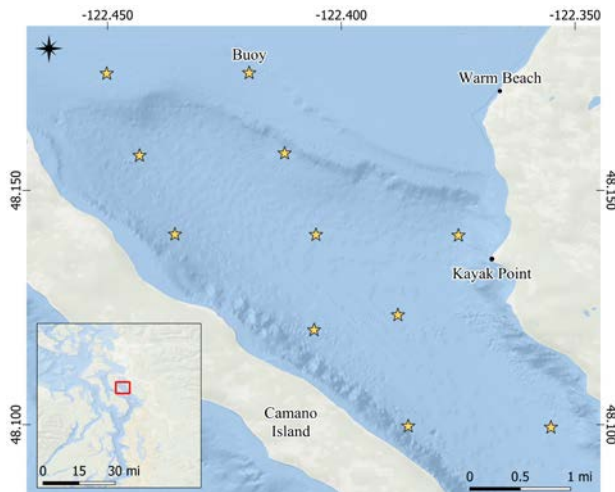 -122.450
-122.400
-122.350
Buoy
Warm Beach
48.150
48.150
Kayak Point
Camano
Island
48.100
48.100
0 15 30 mi
0 0.5 1 mi